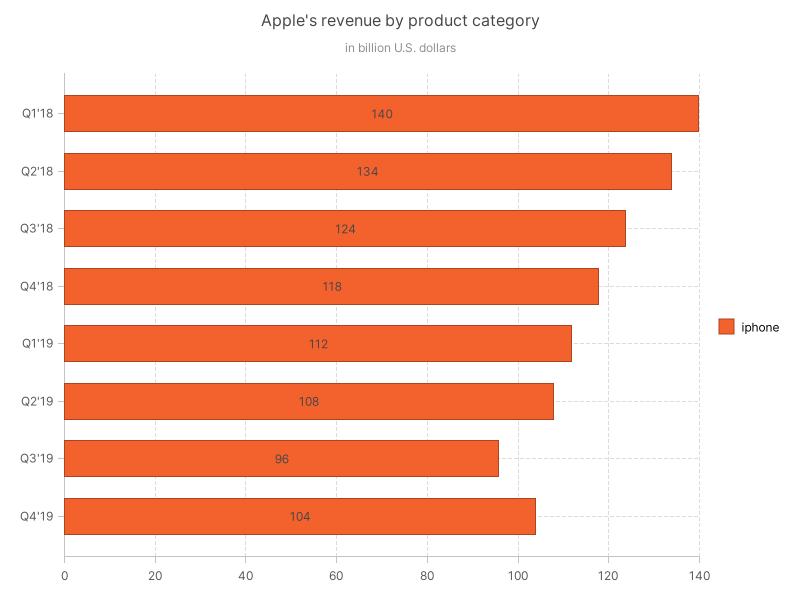 Apple's revenue by product category
in billion U.S. dollars
Q1'18 140
Q2'18 134
Q3'18 124
Q4'18 118
Q1'19 112
Q2'19 108
Q3'19 96
Q4'19 104
0 20 40 60 80 100 120 140
iphone